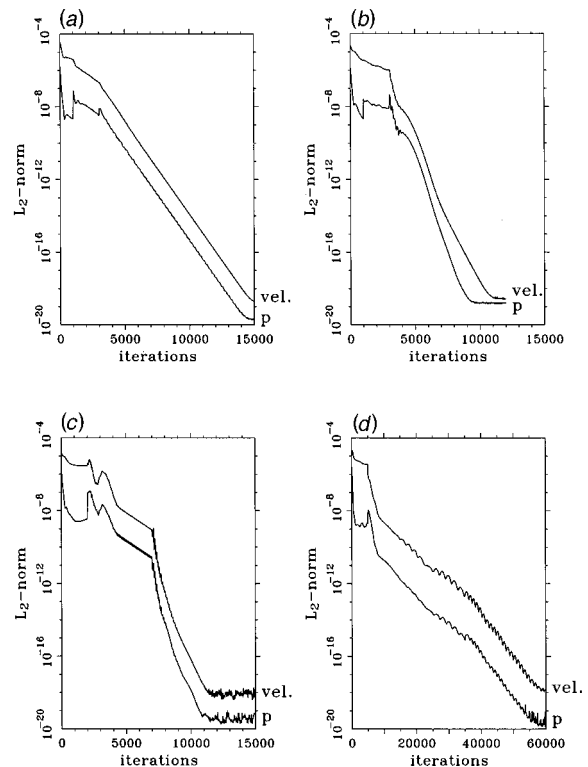 (a)
L₂-norm
10⁻⁴
10⁻⁸
10⁻¹²
10⁻¹⁶
10⁻²⁰
vel.
p
0 5000 10000 15000
iterations
(b)
L₂-norm
10⁻⁴
10⁻⁸
10⁻¹²
10⁻¹⁶
10⁻²⁰
vel.
p
0 5000 10000 15000
iterations
(c)
L₂-norm
10⁻⁴
10⁻⁸
10⁻¹²
10⁻¹⁶
10⁻²⁰
vel.
p
0 5000 10000 15000
iterations
(d)
L₂-norm
10⁻⁴
10⁻⁸
10⁻¹²
10⁻¹⁶
10⁻²⁰
vel.
p
0 20000 40000 60000
iterations